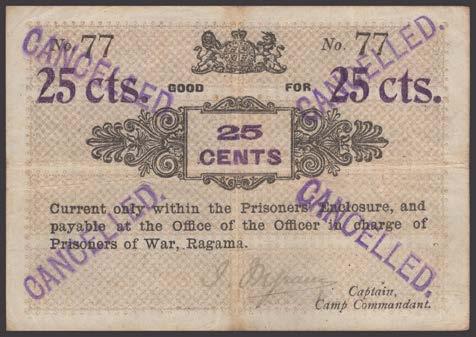 No. 77
No. 77
25 cts. GOOD FOR 25 cts.
25
CENTS
Current only within the Prisoners' Enclosure, and
payable at the Office of the Officer in charge of
Prisoners of War, Ragama.
Captain,
Camp Commandant.
CANCELLED.
CANCELLED.
CANCELLED.
CANCELLED.